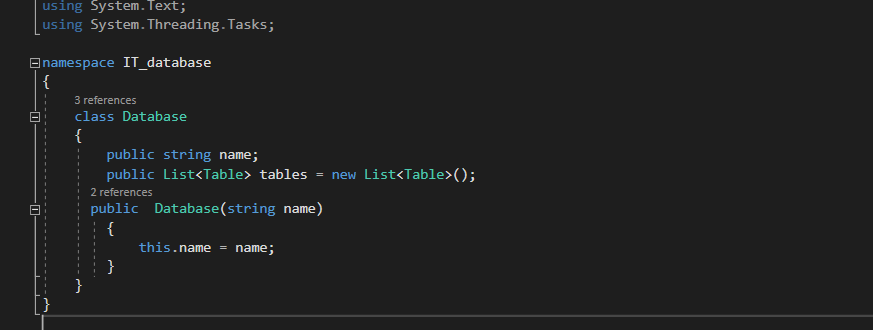 using System.Text;
using System.Threading.Tasks;
namespace IT_database
{
3 references
class Database
{
public string name;
public List<Table> tables = new List<Table>();
2 references
public  Database(string name)
{
this.name = name;
}
}
}